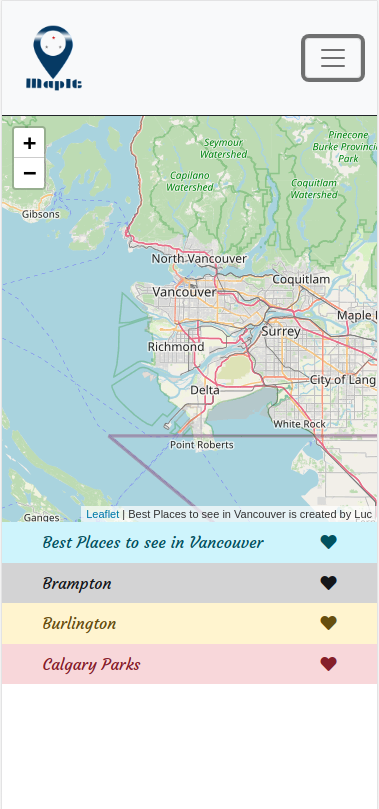 MapIt
+
−
Seymour
Watershed
Pinecone
Burke Provinci
Park
Capilano
Watershed
Coquitlam
Watershed
Gibsons
North Vancouver
Coquitlam
Vancouver
Maple
Surrey
Richmond
Delta
City of Lang
White Rock
Point Roberts
Ganges
Leaflet | Best Places to see in Vancouver is created by Luc
Best Places to see in Vancouver
Brampton
Burlington
Calgary Parks